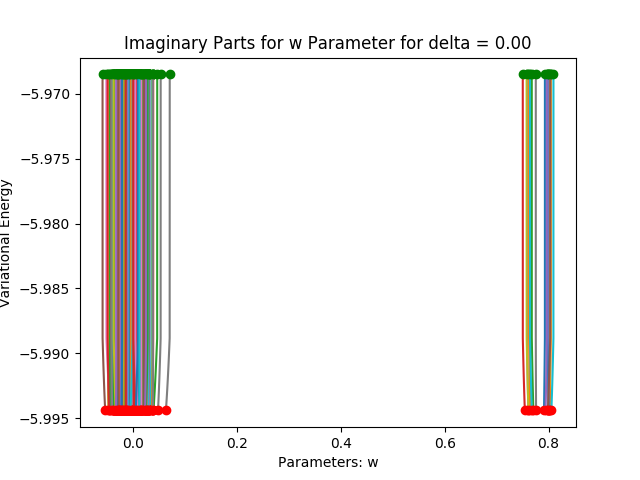 Imaginary Parts for w Parameter for delta = 0.00
Variational Energy
−5.970
−5.975
−5.980
−5.985
−5.990
−5.995
0.0 0.2 0.4 0.6 0.8
Parameters: w